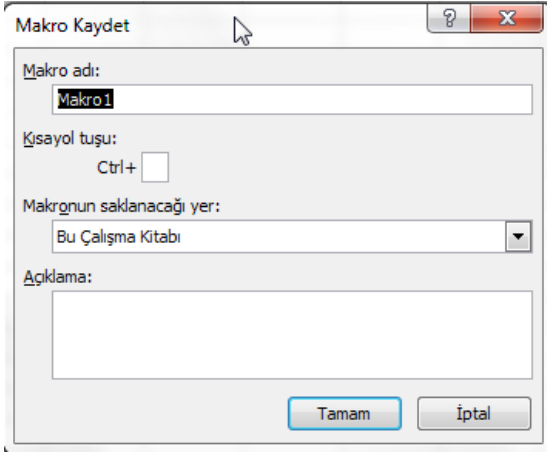 Makro Kaydet
Makro adı:
Makro1
Kısayol tuşu:
Ctrl+
Makronun saklanacağı yer:
Bu Çalışma Kitabı
Açıklama:
Tamam İptal